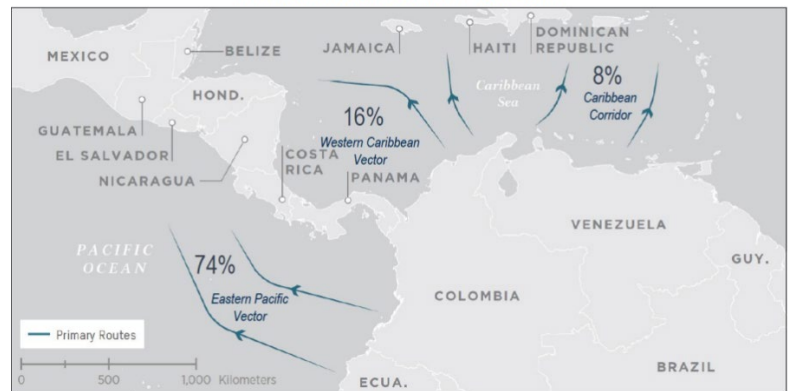 MEXICO
BELIZE
JAMAICA
HAITI
DOMINICAN
REPUBLIC
HOND.
Caribbean
Sea
8%
Caribbean
Corridor
GUATEMALA
16%
Western Caribbean
Vector
EL SALVADOR
COSTA
RICA
NICARAGUA
PANAMA
VENEZUELA
PACIFIC
OCEAN
74%
GUY.
Eastern Pacific
Vector
COLOMBIA
Primary Routes
BRAZIL
0 500 1,000 Kilometers
ECUA.